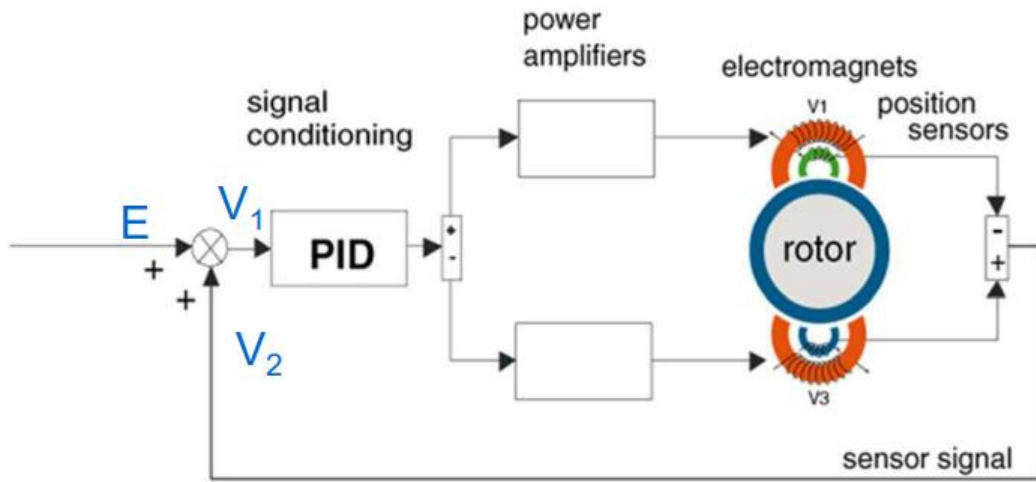 power
amplifiers
electromagnets
V1
position
sensors
signal
conditioning
E
V₁
+
+
PID
+
-
rotor
-
+
V₂
V3
sensor signal